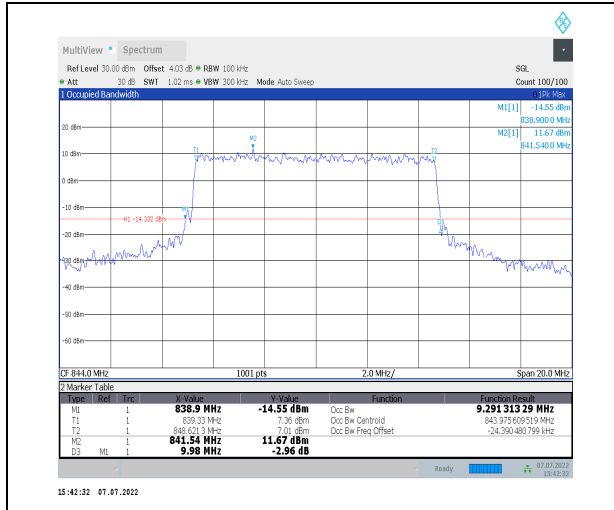 MultiView Spectrum
Ref Level 30.00 dBm Offset 4.03 dB RBW 100 kHz SGL
Att 30 dB SWT 1.02 ms VBW 300 kHz Mode Auto Sweep Count 100/100
1 Occupied Bandwidth 1Pk Max
M1[1] -14.55 dBm
838.9000 MHz
M2[1] 11.67 dBm
841.5400 MHz
20 dBm
M2
T1 T2
10 dBm
0 dBm
-10 dBm
M1
H1 -14.332 dBm
D3
-20 dBm
-30 dBm
-40 dBm
-50 dBm
-60 dBm
CF 844.0 MHz 1001 pts 2.0 MHz/ Span 20.0 MHz
2 Marker Table
Type Ref Trc X-Value Y-Value Function Function Result
M1 1 838.9 MHz -14.55 dBm Occ Bw 9.291 313 29 MHz
T1 1 839.33 MHz 7.36 dBm Occ Bw Centroid 843.975 609 519 MHz
T2 1 848.621 3 MHz 7.01 dBm Occ Bw Freq Offset -24.390 480 799 kHz
M2 1 841.54 MHz 11.67 dBm
D3 M1 1 9.98 MHz -2.96 dB
Ready 07.07.2022
15:42:32
15:42:32 07.07.2022